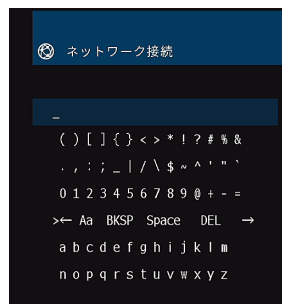 ネットワーク接続
_
( ) [ ] { } < > * ! ? # % &
. , : ; _ | / \ $ ~ ^ ' " `
0 1 2 3 4 5 6 7 8 9 @ + - =
>← Aa BKSP Space DEL →
a b c d e f g h i j k l m
n o p q r s t u v w x y z